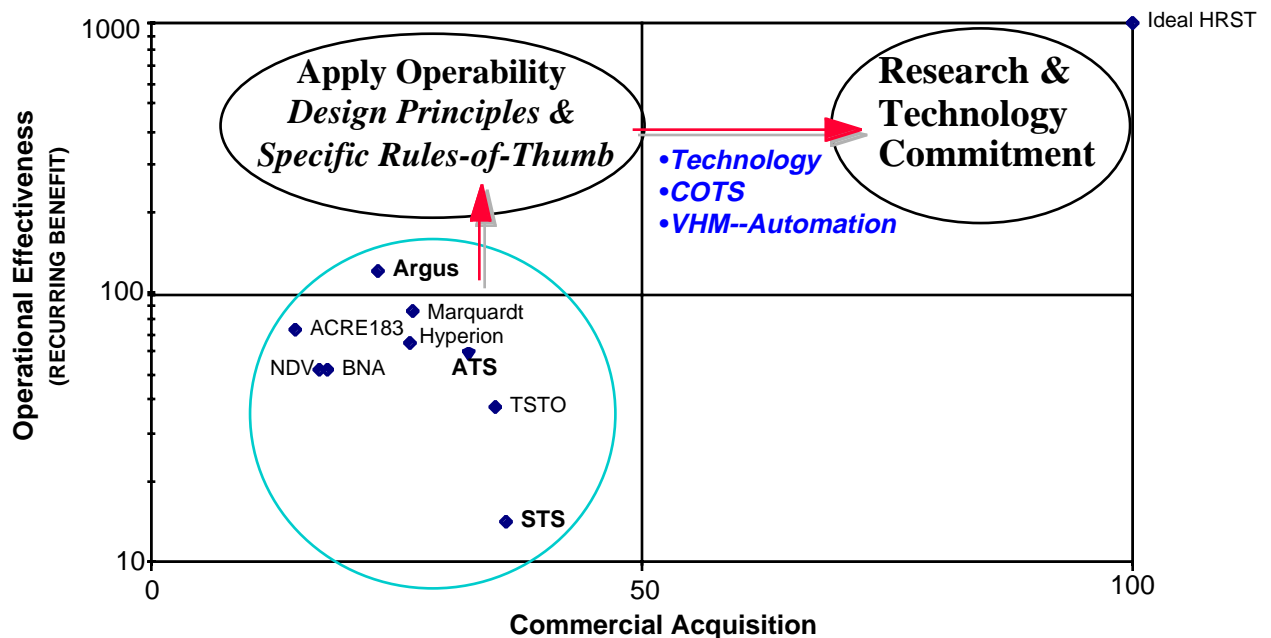 1000
Ideal HRST
Apply Operability
Design Principles &
Specific Rules-of-Thumb
Research &
Technology
Commitment
•Technology
•COTS
•VHM--Automation
Operational Effectiveness
(RECURRING BENEFIT)
Argus
100
Marquardt
ACRE183
Hyperion
NDV
BNA
ATS
TSTO
STS
10
0
50
100
Commercial Acquisition